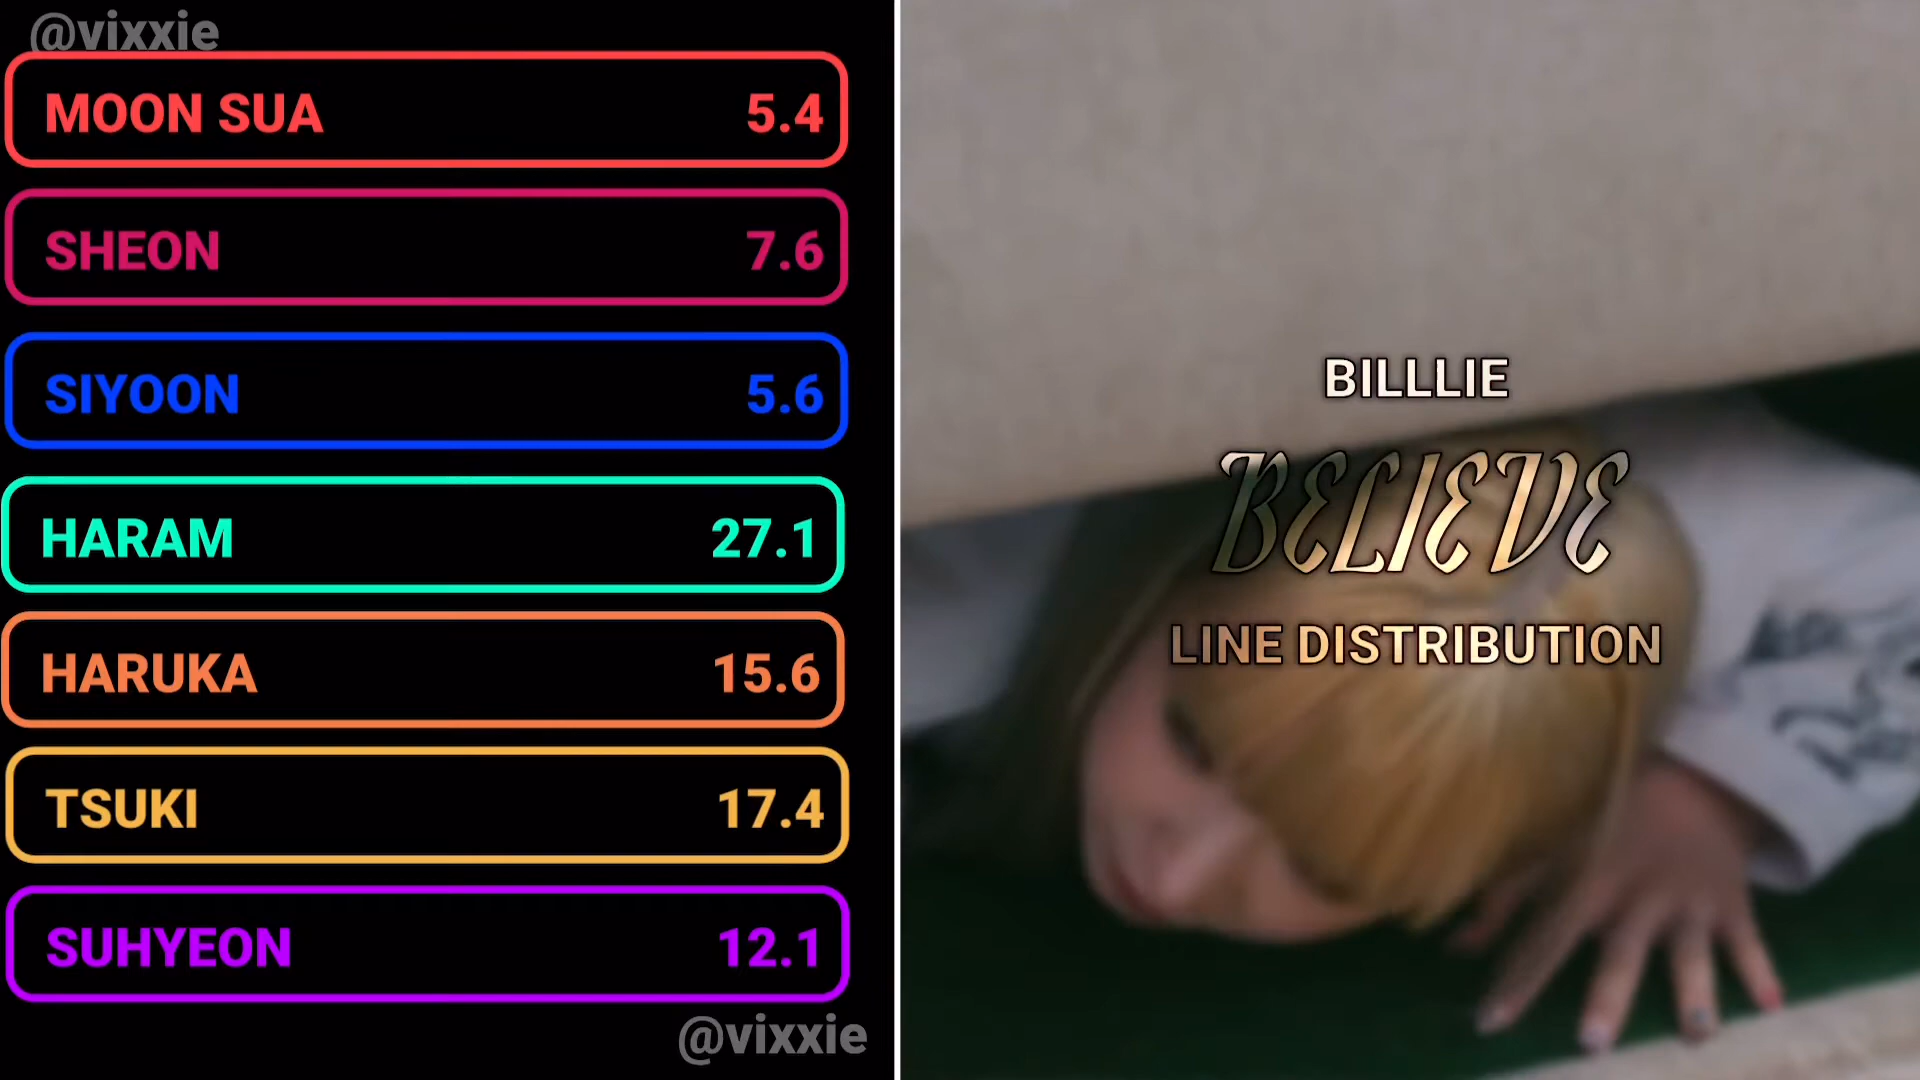 @vixxie
MOON SUA 5.4
SHEON 7.6
SIYOON 5.6
HARAM 27.1
HARUKA 15.6
TSUKI 17.4
SUHYEON 12.1
@vixxie
BILLLIE
BELIEVE
LINE DISTRIBUTION